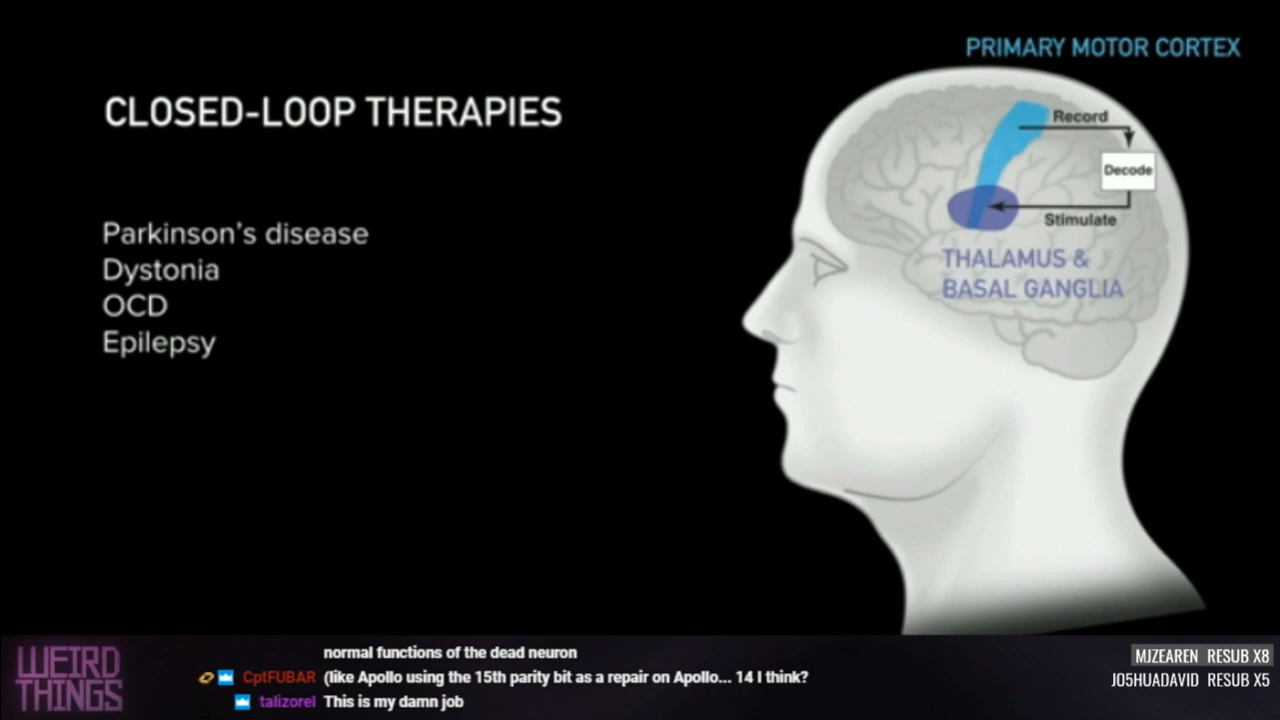 PRIMARY MOTOR CORTEX
CLOSED-LOOP THERAPIES
Record
Decode
Stimulate
THALAMUS &
BASAL GANGLIA
Parkinson's disease
Dystonia
OCD
Epilepsy
WEIRD
THINGS
normal functions of the dead neuron
CptFUBAR (like Apollo using the 15th parity bit as a repair on Apollo... 14 I think?
talizorel This is my damn job
MJZEAREN RESUB X8
JO5HUADAVID RESUB X5